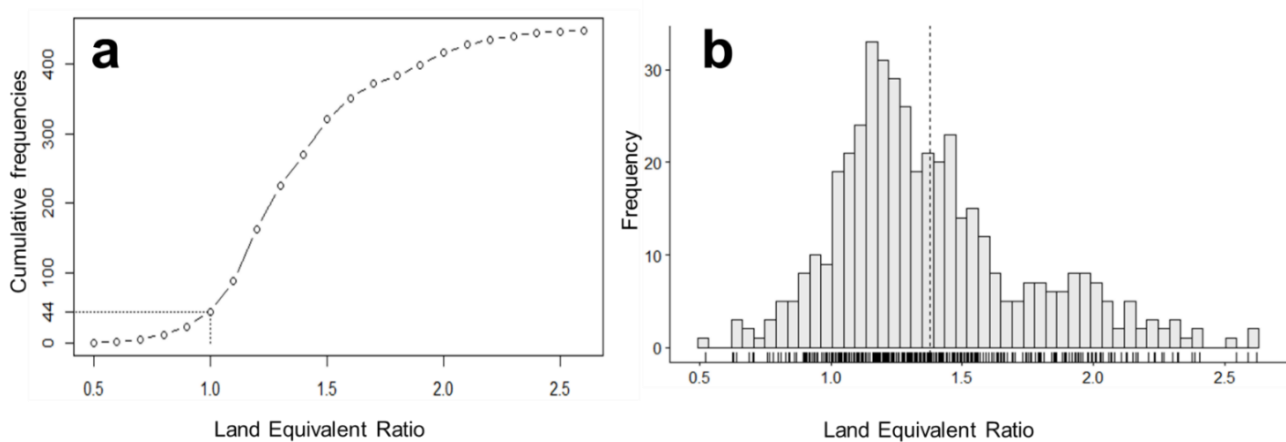 a
Cumulative frequencies
400
300
200
100
44
0
0.5 1.0 1.5 2.0 2.5
Land Equivalent Ratio
b
Frequency
30
20
10
0
0.5 1.0 1.5 2.0 2.5
Land Equivalent Ratio